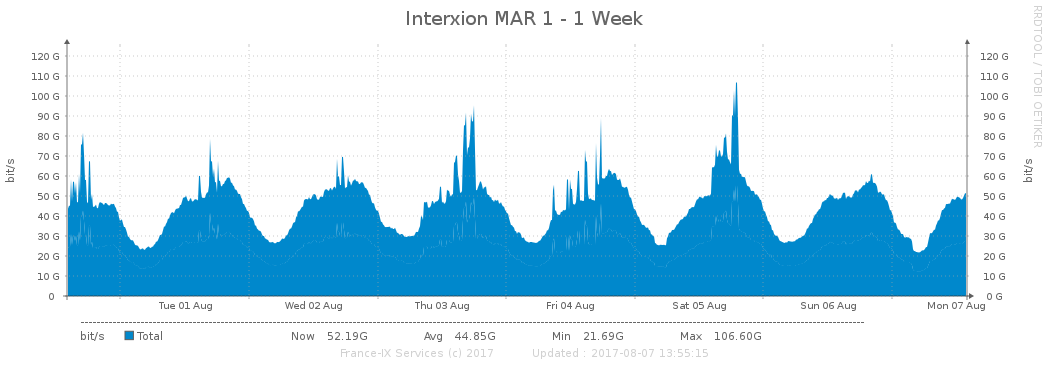 Interxion MAR 1 - 1 Week
RRDTOOL / TOBI OETIKER
bit/s
120 G 120 G
110 G 110 G
100 G 100 G
90 G 90 G
80 G 80 G
70 G 70 G
60 G 60 G
50 G 50 G
40 G 40 G
30 G 30 G
20 G 20 G
10 G 10 G
0 0 G
bit/s
Tue 01 Aug Wed 02 Aug Thu 03 Aug Fri 04 Aug Sat 05 Aug Sun 06 Aug Mon 07 Aug
bit/s Total Now 52.19G Avg 44.85G Min 21.69G Max 106.60G
France-IX Services (c) 2017 Updated : 2017-08-07 13:55:15